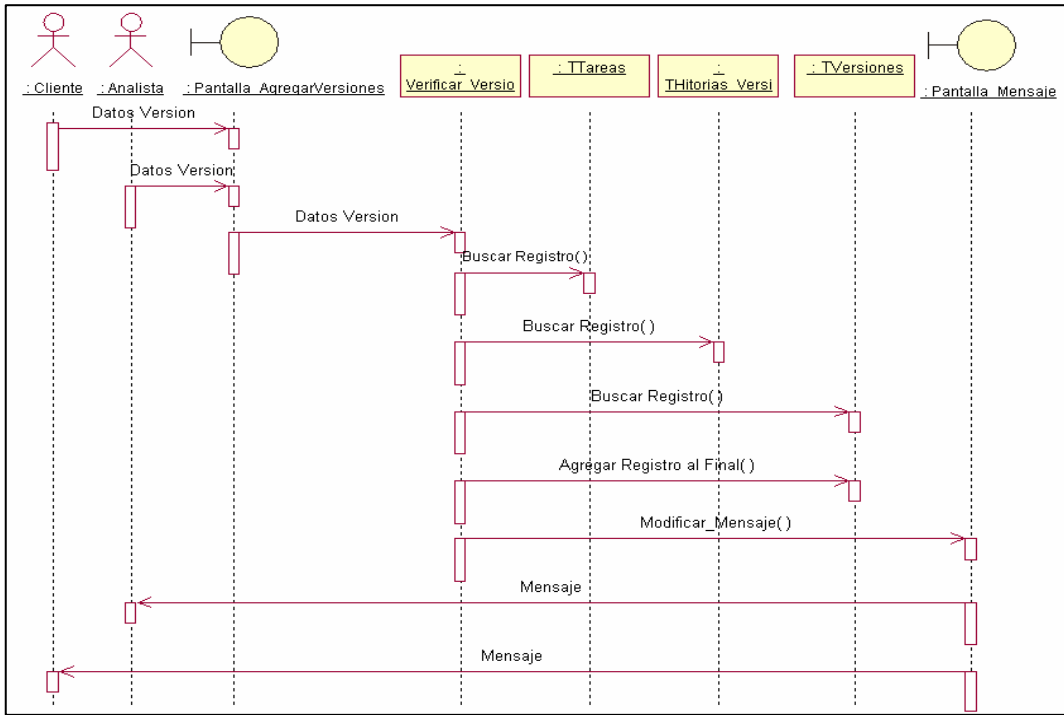 : Cliente
: Analista
: Pantalla_AgregarVersiones
:
Verificar_Versio
: TTareas
:
THitorias_Versi
: TVersiones
: Pantalla_Mensaje
Datos Version
Datos Version
Datos Version
Buscar Registro( )
Buscar Registro( )
Buscar Registro( )
Agregar Registro al Final( )
Modificar_Mensaje( )
Mensaje
Mensaje